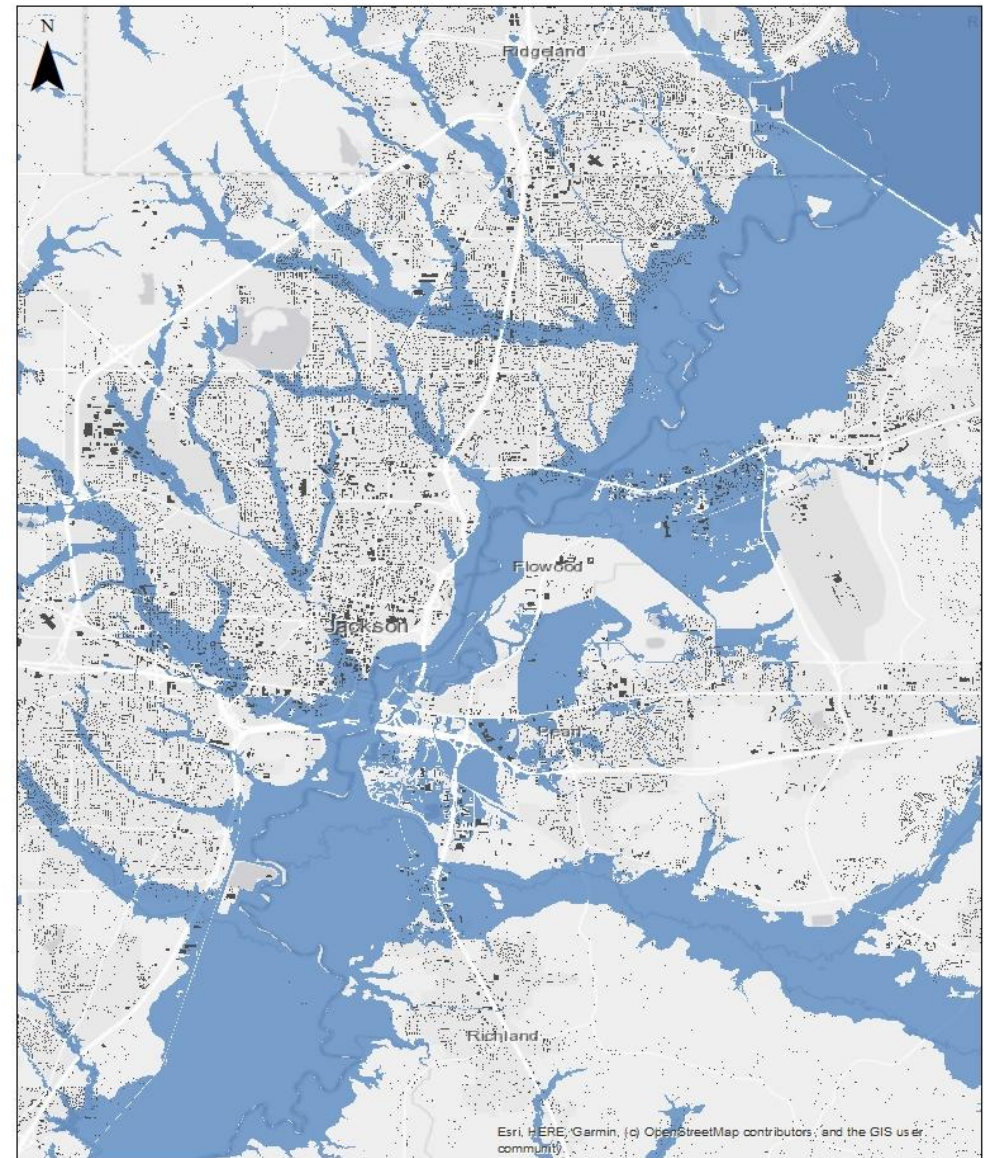 N
Ridgeland
Flowood
Jackson
Pearl
Richland
Esri, HERE, Garmin, (c) OpenStreetMap contributors, and the GIS user
community